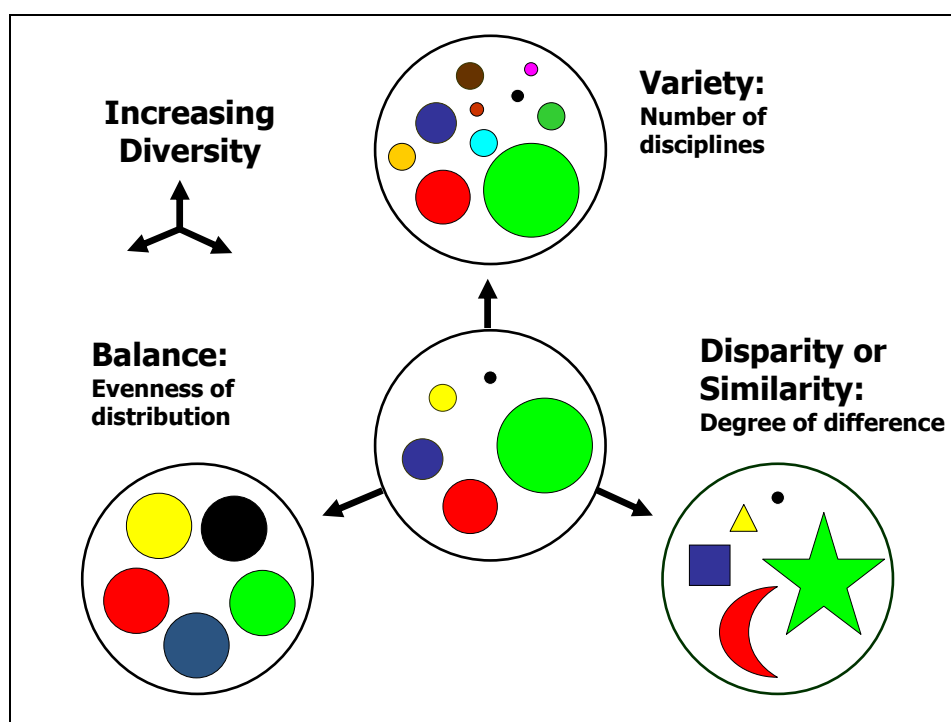 Increasing
Diversity
Variety:
Number of
disciplines
Balance:
Evenness of
distribution
Disparity or
Similarity:
Degree of difference